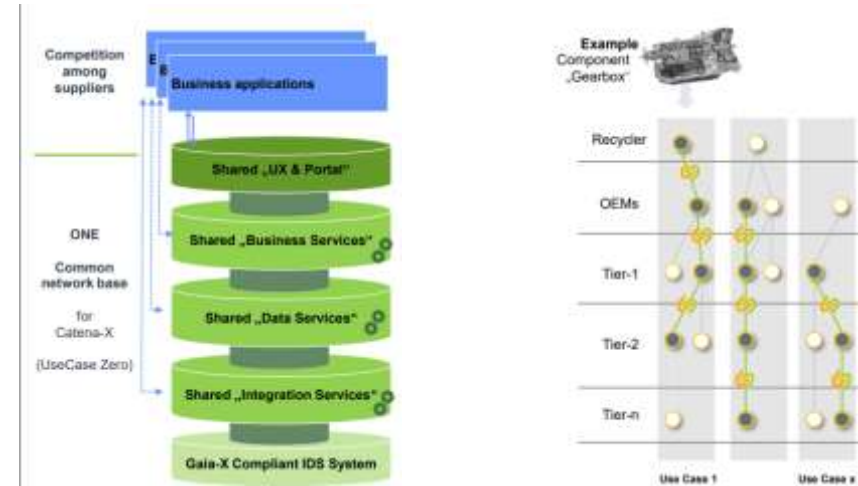 Competition
among
suppliers
Business applications
Shared „UX & Portal“
ONE
Common
network base
for
Catena-X
(UseCase Zero)
Shared „Business Services“
Shared „Data Services“
Shared „Integration Services“
Gaia-X Compliant IDS System
Example
Component
„Gearbox“
Recycler
OEMs
Tier-1
Tier-2
Tier-n
Use Case 1
Use Case x